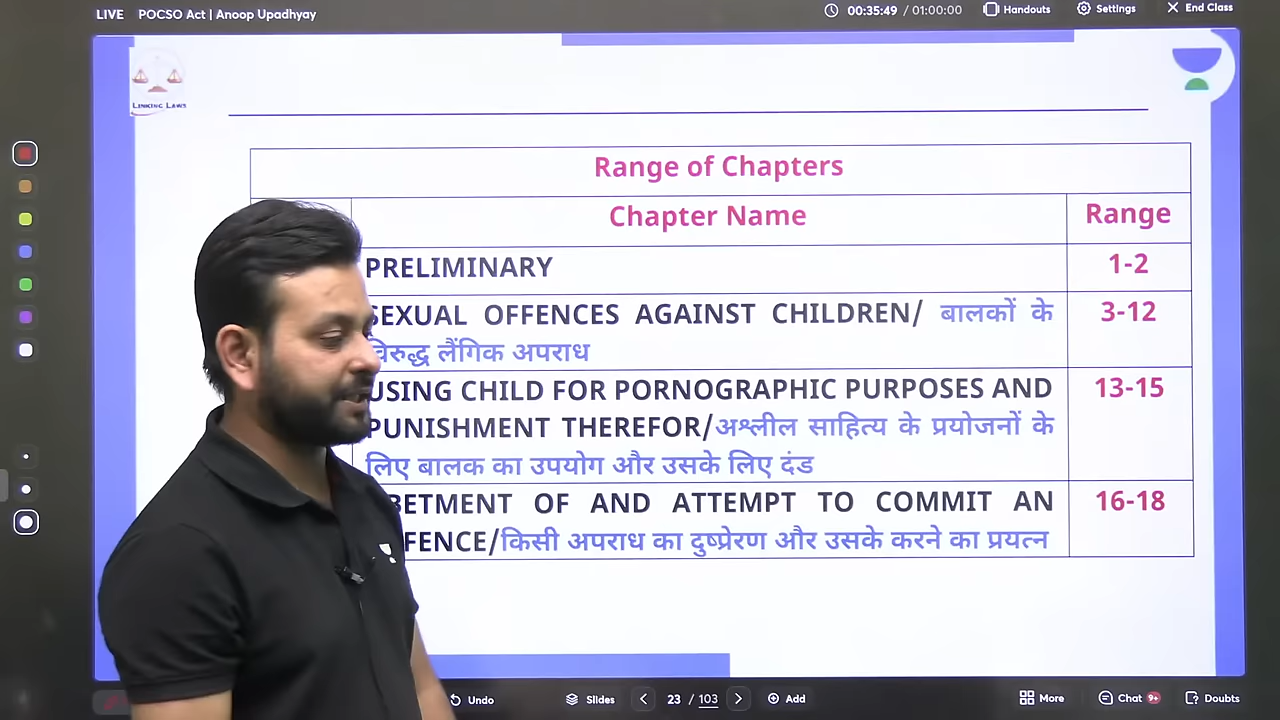 LIVE POCSO Act | Anoop Upadhyay 00:35:49 / 01:00:00 Handouts Settings End Class
LINKING LAWS
Range of Chapters
Chapter Name Range
PRELIMINARY 1-2
SEXUAL OFFENCES AGAINST CHILDREN/ बालकों के 3-12
विरुद्ध लैंगिक अपराध
USING CHILD FOR PORNOGRAPHIC PURPOSES AND 13-15
PUNISHMENT THEREFOR/अश्लील साहित्य के प्रयोजनों के
लिए बालक का उपयोग और उसके लिए दंड
BETMENT OF AND ATTEMPT TO COMMIT AN 16-18
FENCE/किसी अपराध का दुष्प्रेरण और उसके करने का प्रयत्न
Undo Slides 23 / 103 Add More Chat 9+ Doubts